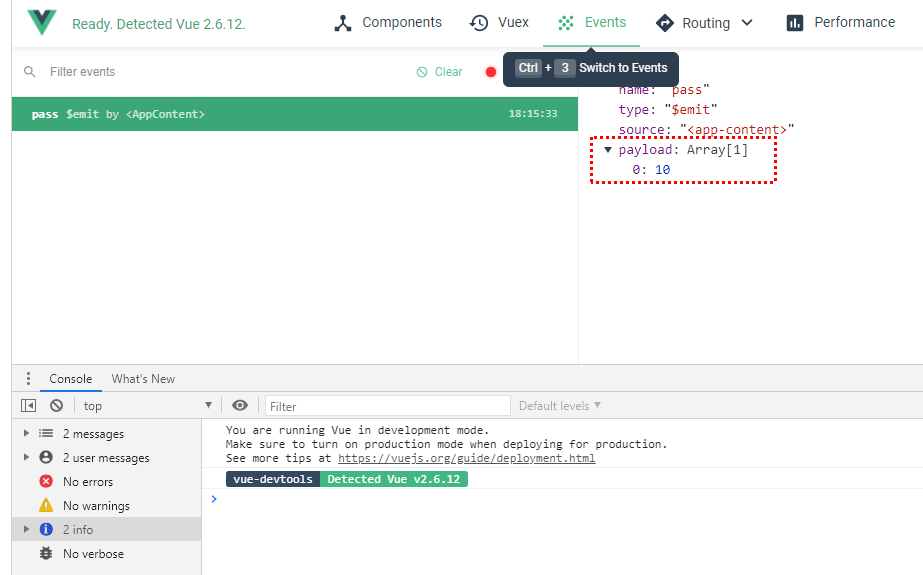 Ready. Detected Vue 2.6.12.
Components
Vuex
Events
Routing
Performance
Filter events
Clear
Ctrl + 3 Switch to Events
pass $emit by <AppContent>
18:15:33
name: "pass"
type: "$emit"
source: "<app-content>"
payload: Array[1]
0: 10
Console
What's New
top
Filter
Default levels
2 messages
2 user messages
No errors
No warnings
2 info
No verbose
You are running Vue in development mode.
Make sure to turn on production mode when deploying for production.
See more tips at https://vuejs.org/guide/deployment.html
vue-devtools Detected Vue v2.6.12